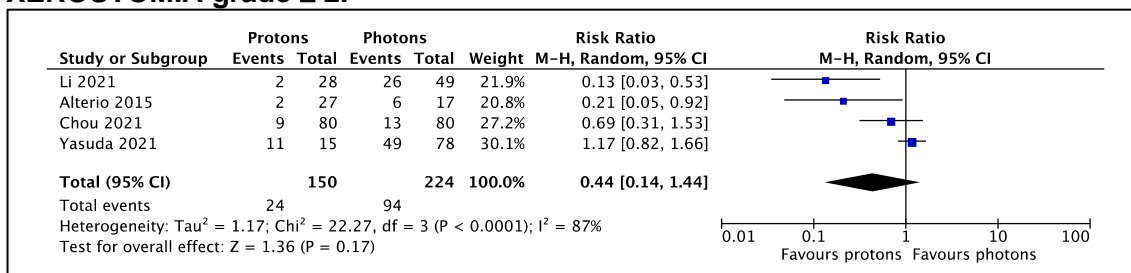 XEROSTOMIA grade ≥ 2.
Protons Photons Risk Ratio Risk Ratio
Study or Subgroup Events Total Events Total Weight M-H, Random, 95% CI M-H, Random, 95% CI
Li 2021 2 28 26 49 21.9% 0.13 [0.03, 0.53]
Alterio 2015 2 27 6 17 20.8% 0.21 [0.05, 0.92]
Chou 2021 9 80 13 80 27.2% 0.69 [0.31, 1.53]
Yasuda 2021 11 15 49 78 30.1% 1.17 [0.82, 1.66]
Total (95% CI) 150 224 100.0% 0.44 [0.14, 1.44]
Total events 24 94
Heterogeneity: Tau² = 1.17; Chi² = 22.27, df = 3 (P < 0.0001); I² = 87%
Test for overall effect: Z = 1.36 (P = 0.17)
0.01 0.1 1 10 100
Favours protons Favours photons